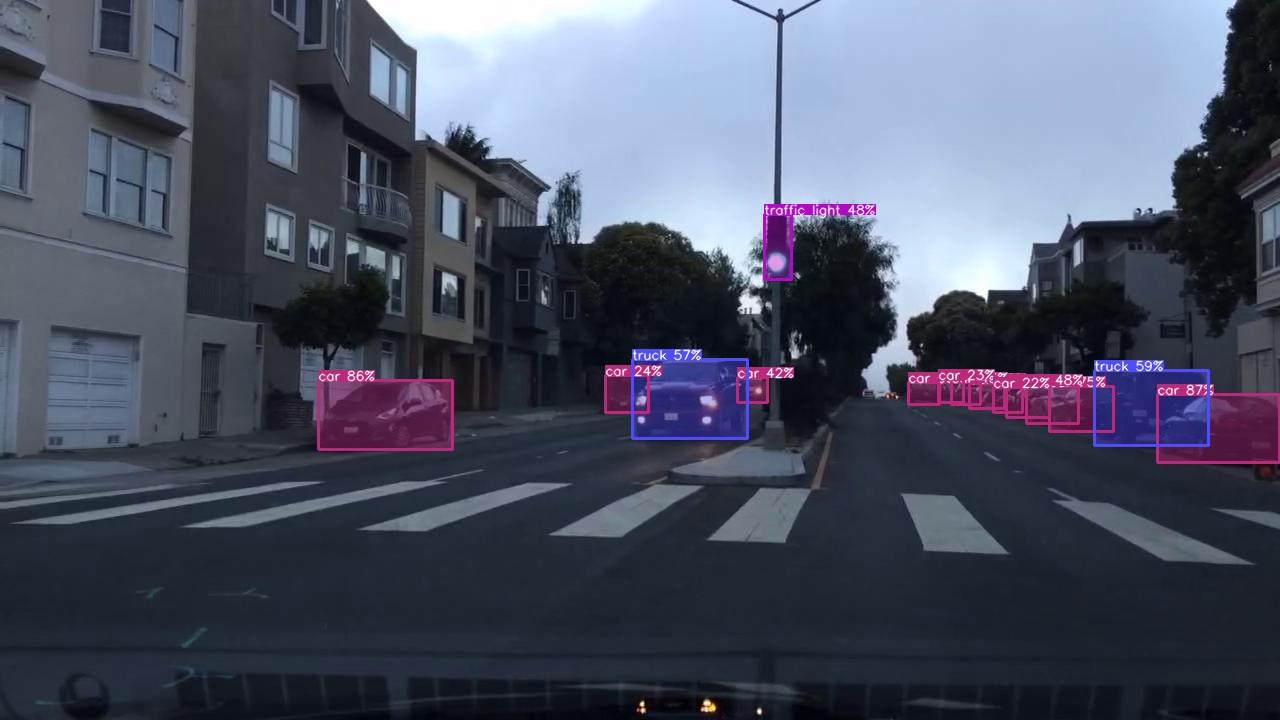 traffic light 48%
truck 57%
truck 59%
car 24%
car 42%
car 23%
car 86%
car 22%
48%
75%
car 87%